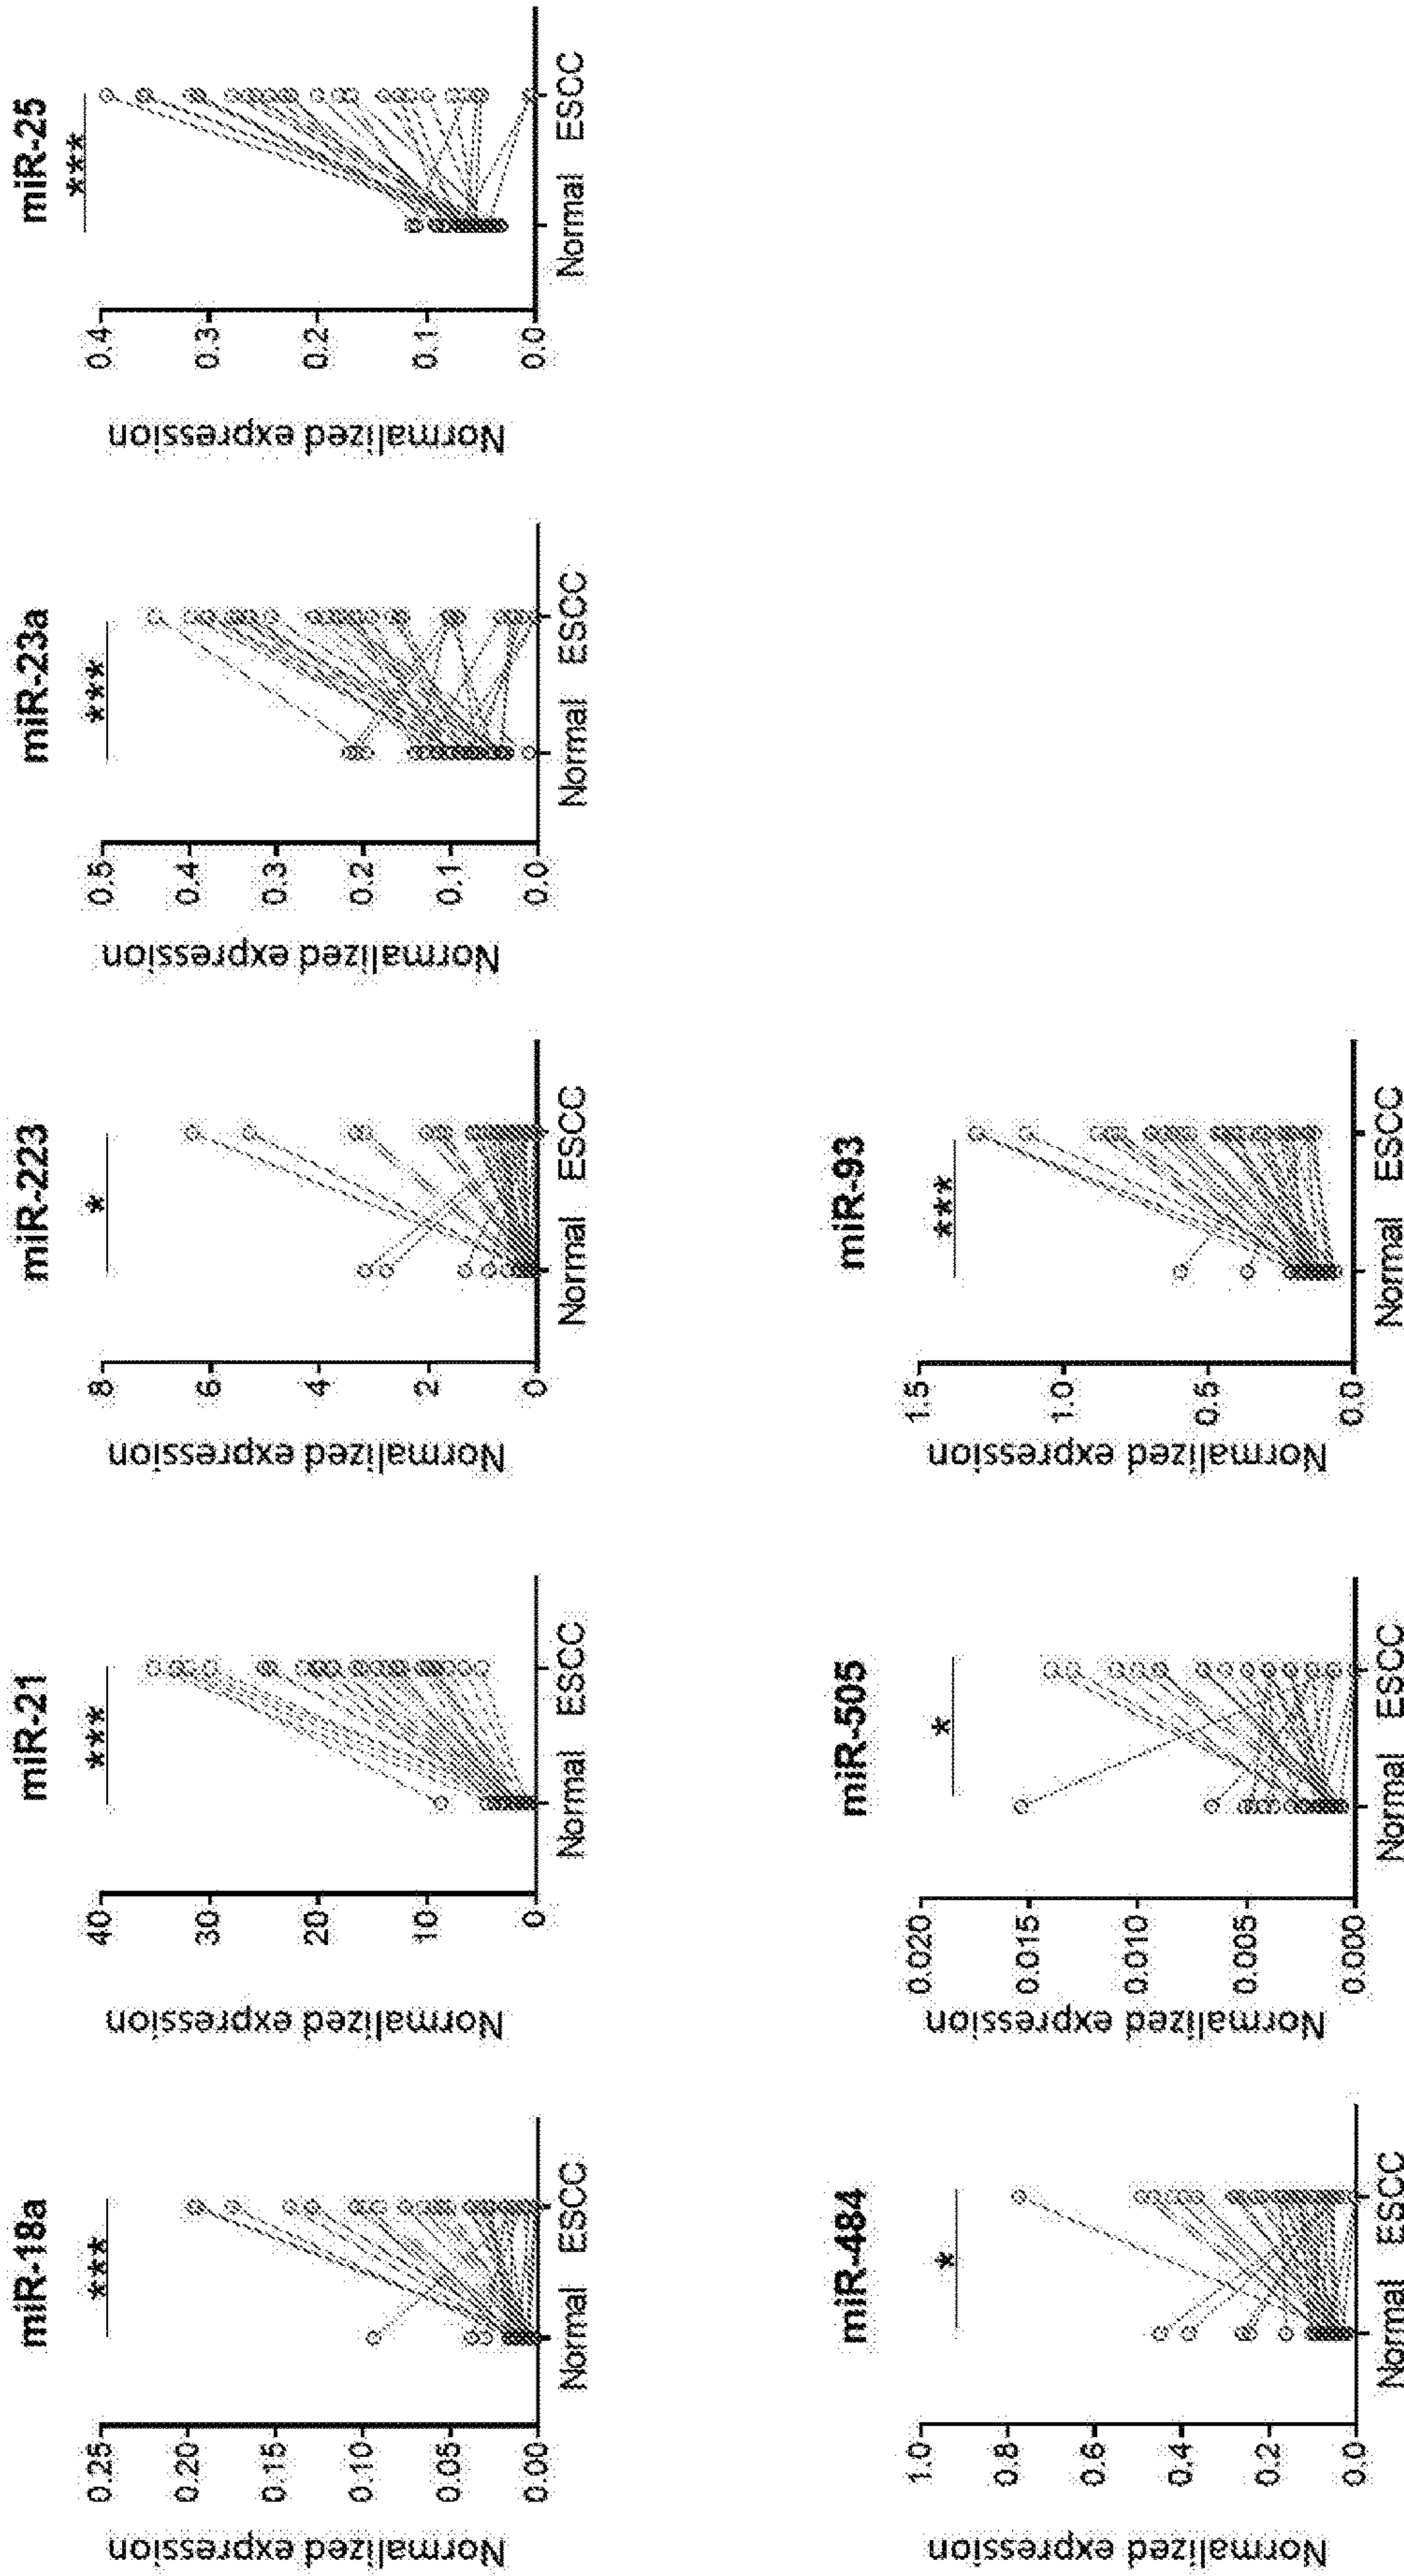 miR-18a
***
Normalized expression
0.25
0.20
0.15
0.10
0.05
0.00
Normal ESCC
miR-21
***
Normalized expression
40
30
20
10
0
Normal ESCC
miR-223
*
Normalized expression
8
6
4
2
0
Normal ESCC
miR-23a
***
Normalized expression
0.5
0.4
0.3
0.2
0.1
0.0
Normal ESCC
miR-25
***
Normalized expression
0.4
0.3
0.2
0.1
0.0
Normal ESCC
miR-484
*
Normalized expression
1.0
0.8
0.6
0.4
0.2
0.0
Normal ESCC
miR-505
*
Normalized expression
0.020
0.015
0.010
0.005
0.000
Normal ESCC
miR-93
***
Normalized expression
1.5
1.0
0.5
0.0
Normal ESCC